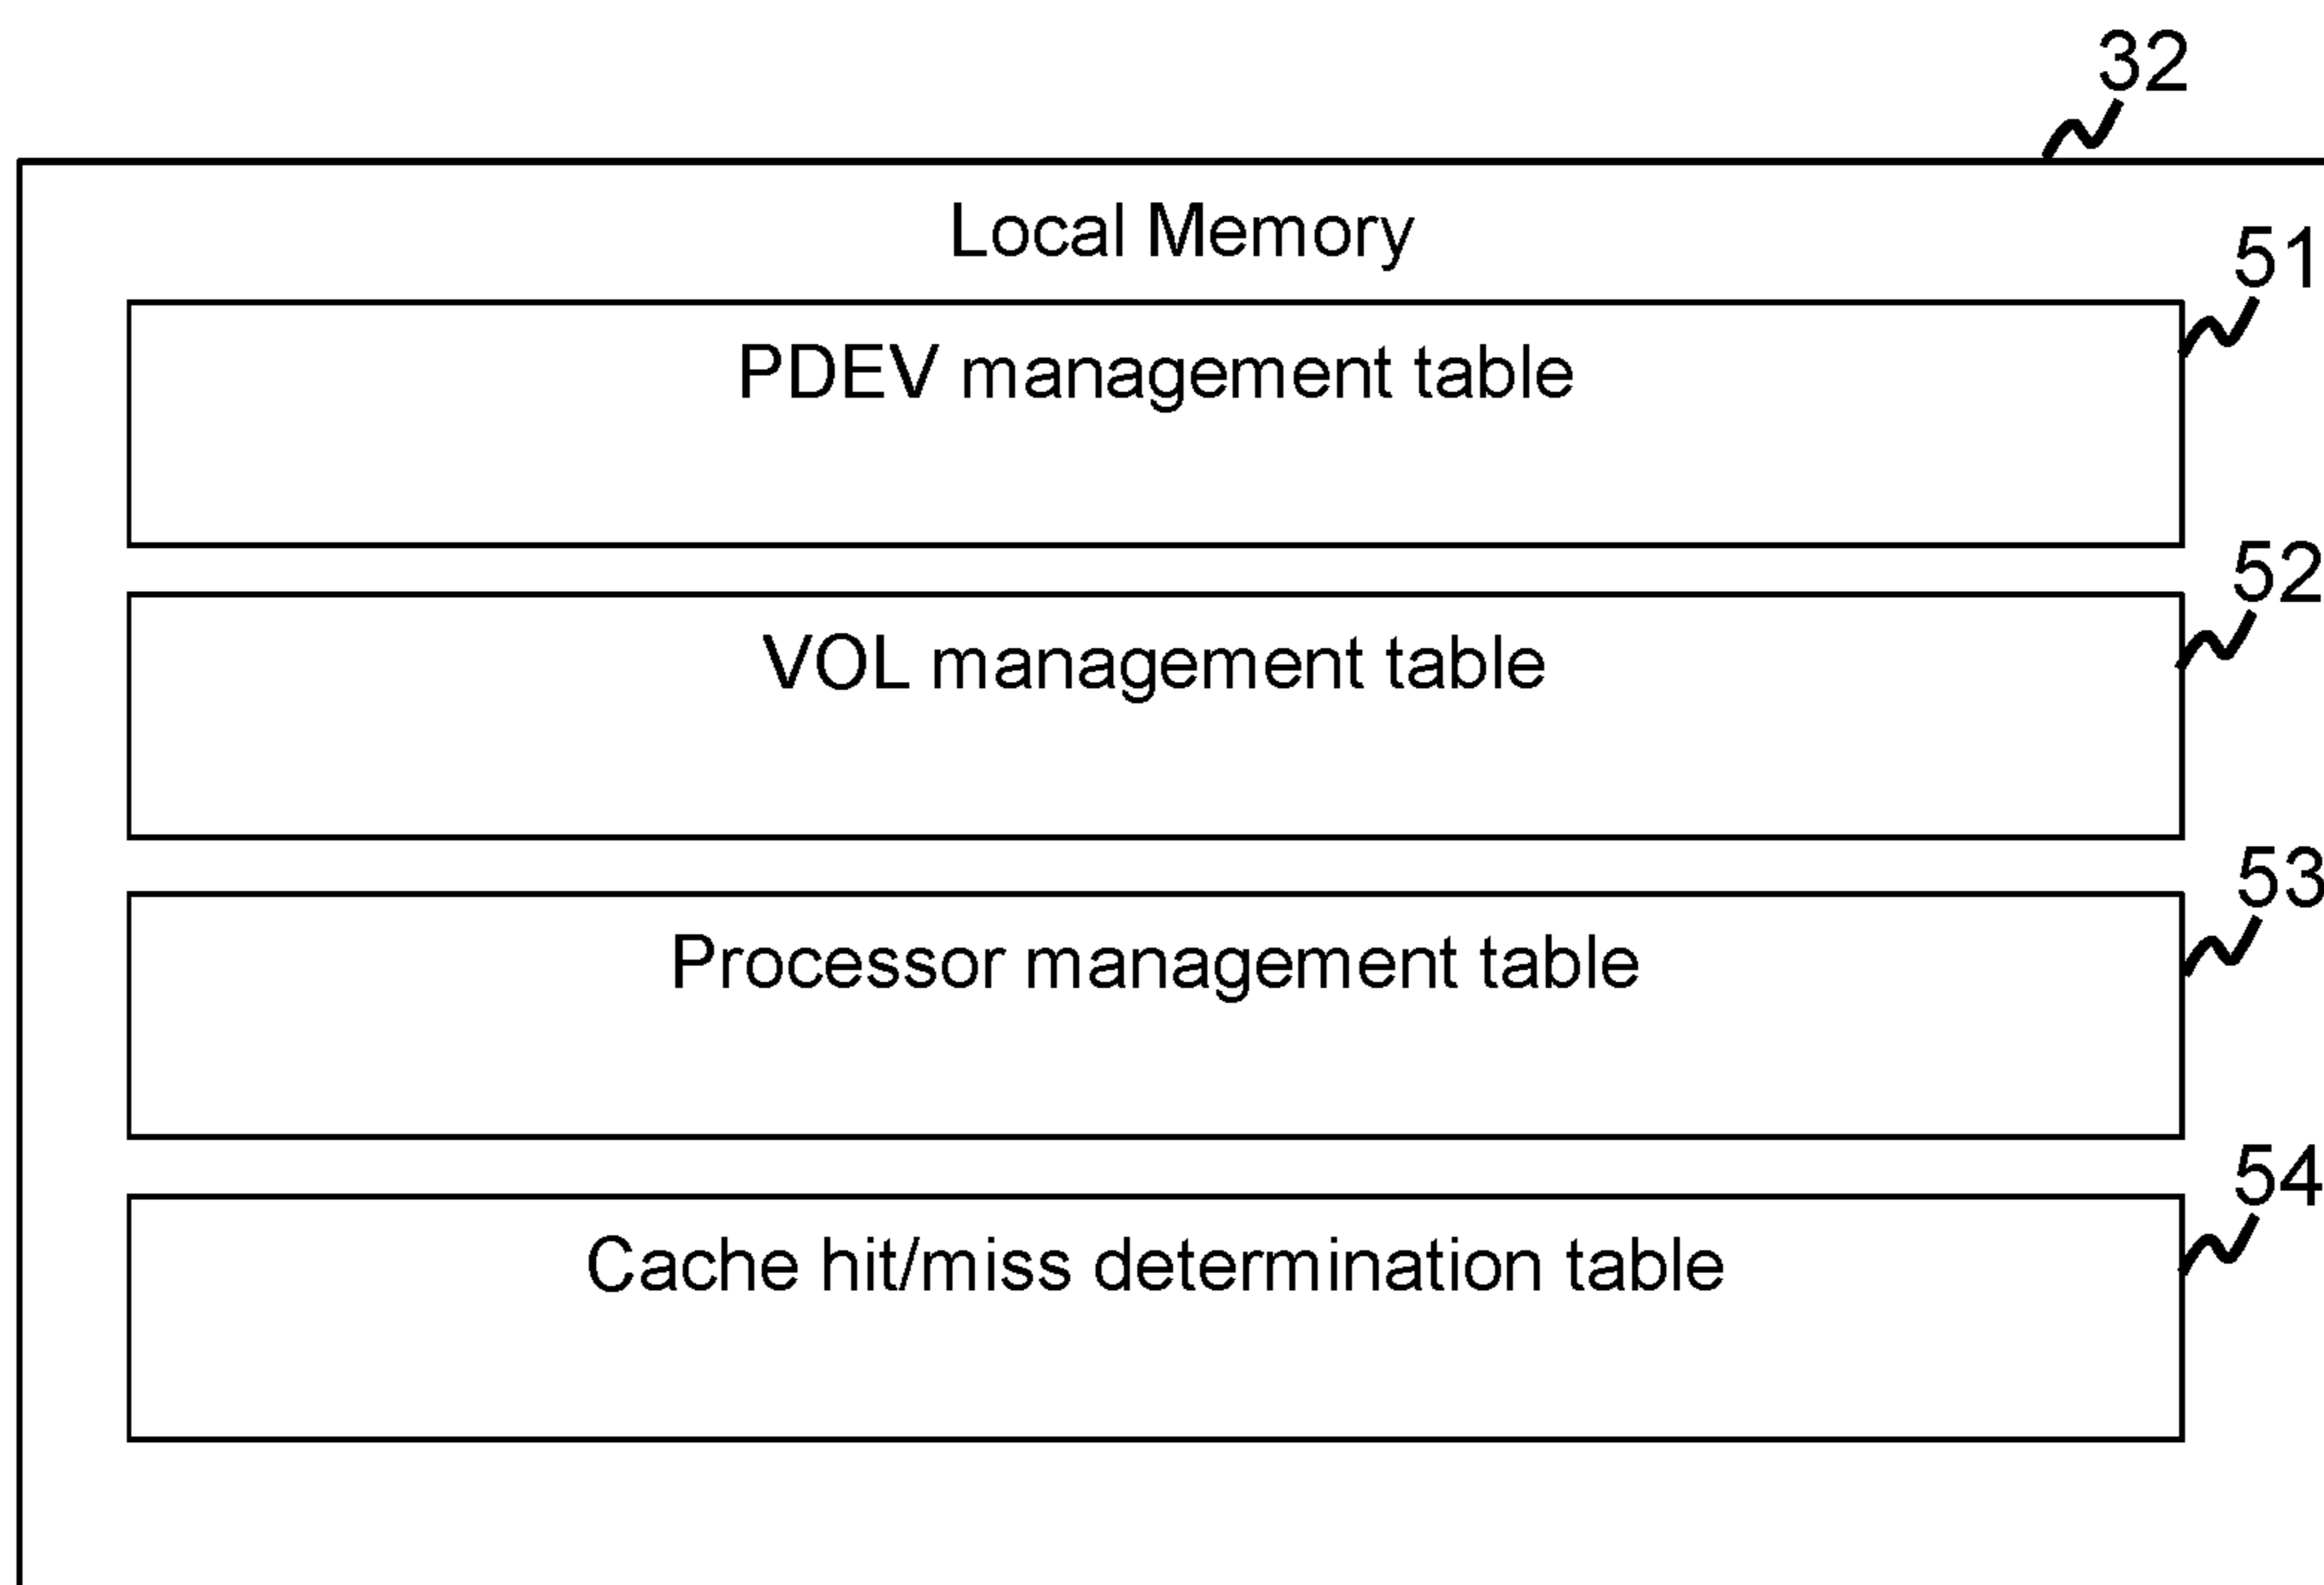 32
Local Memory
51
PDEV management table
52
VOL management table
53
Processor management table
54
Cache hit/miss determination table